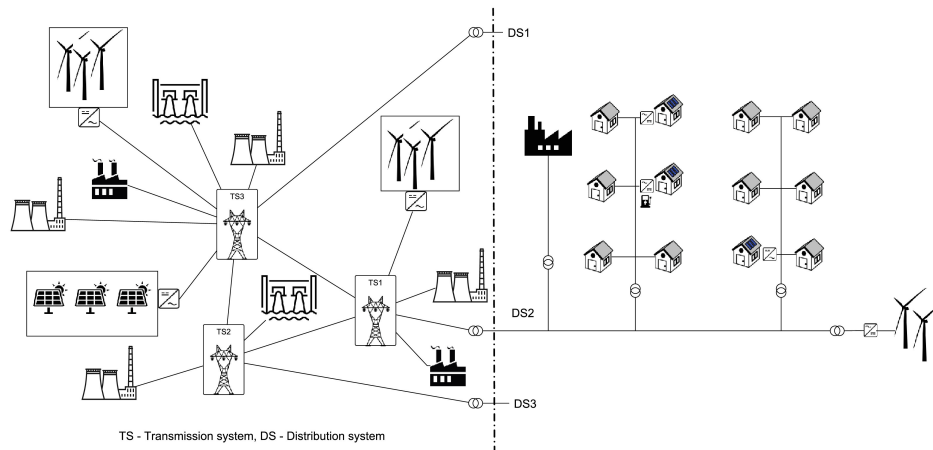 DS1
TS3
TS1
DS2
TS2
DS3
TS - Transmission system, DS - Distribution system